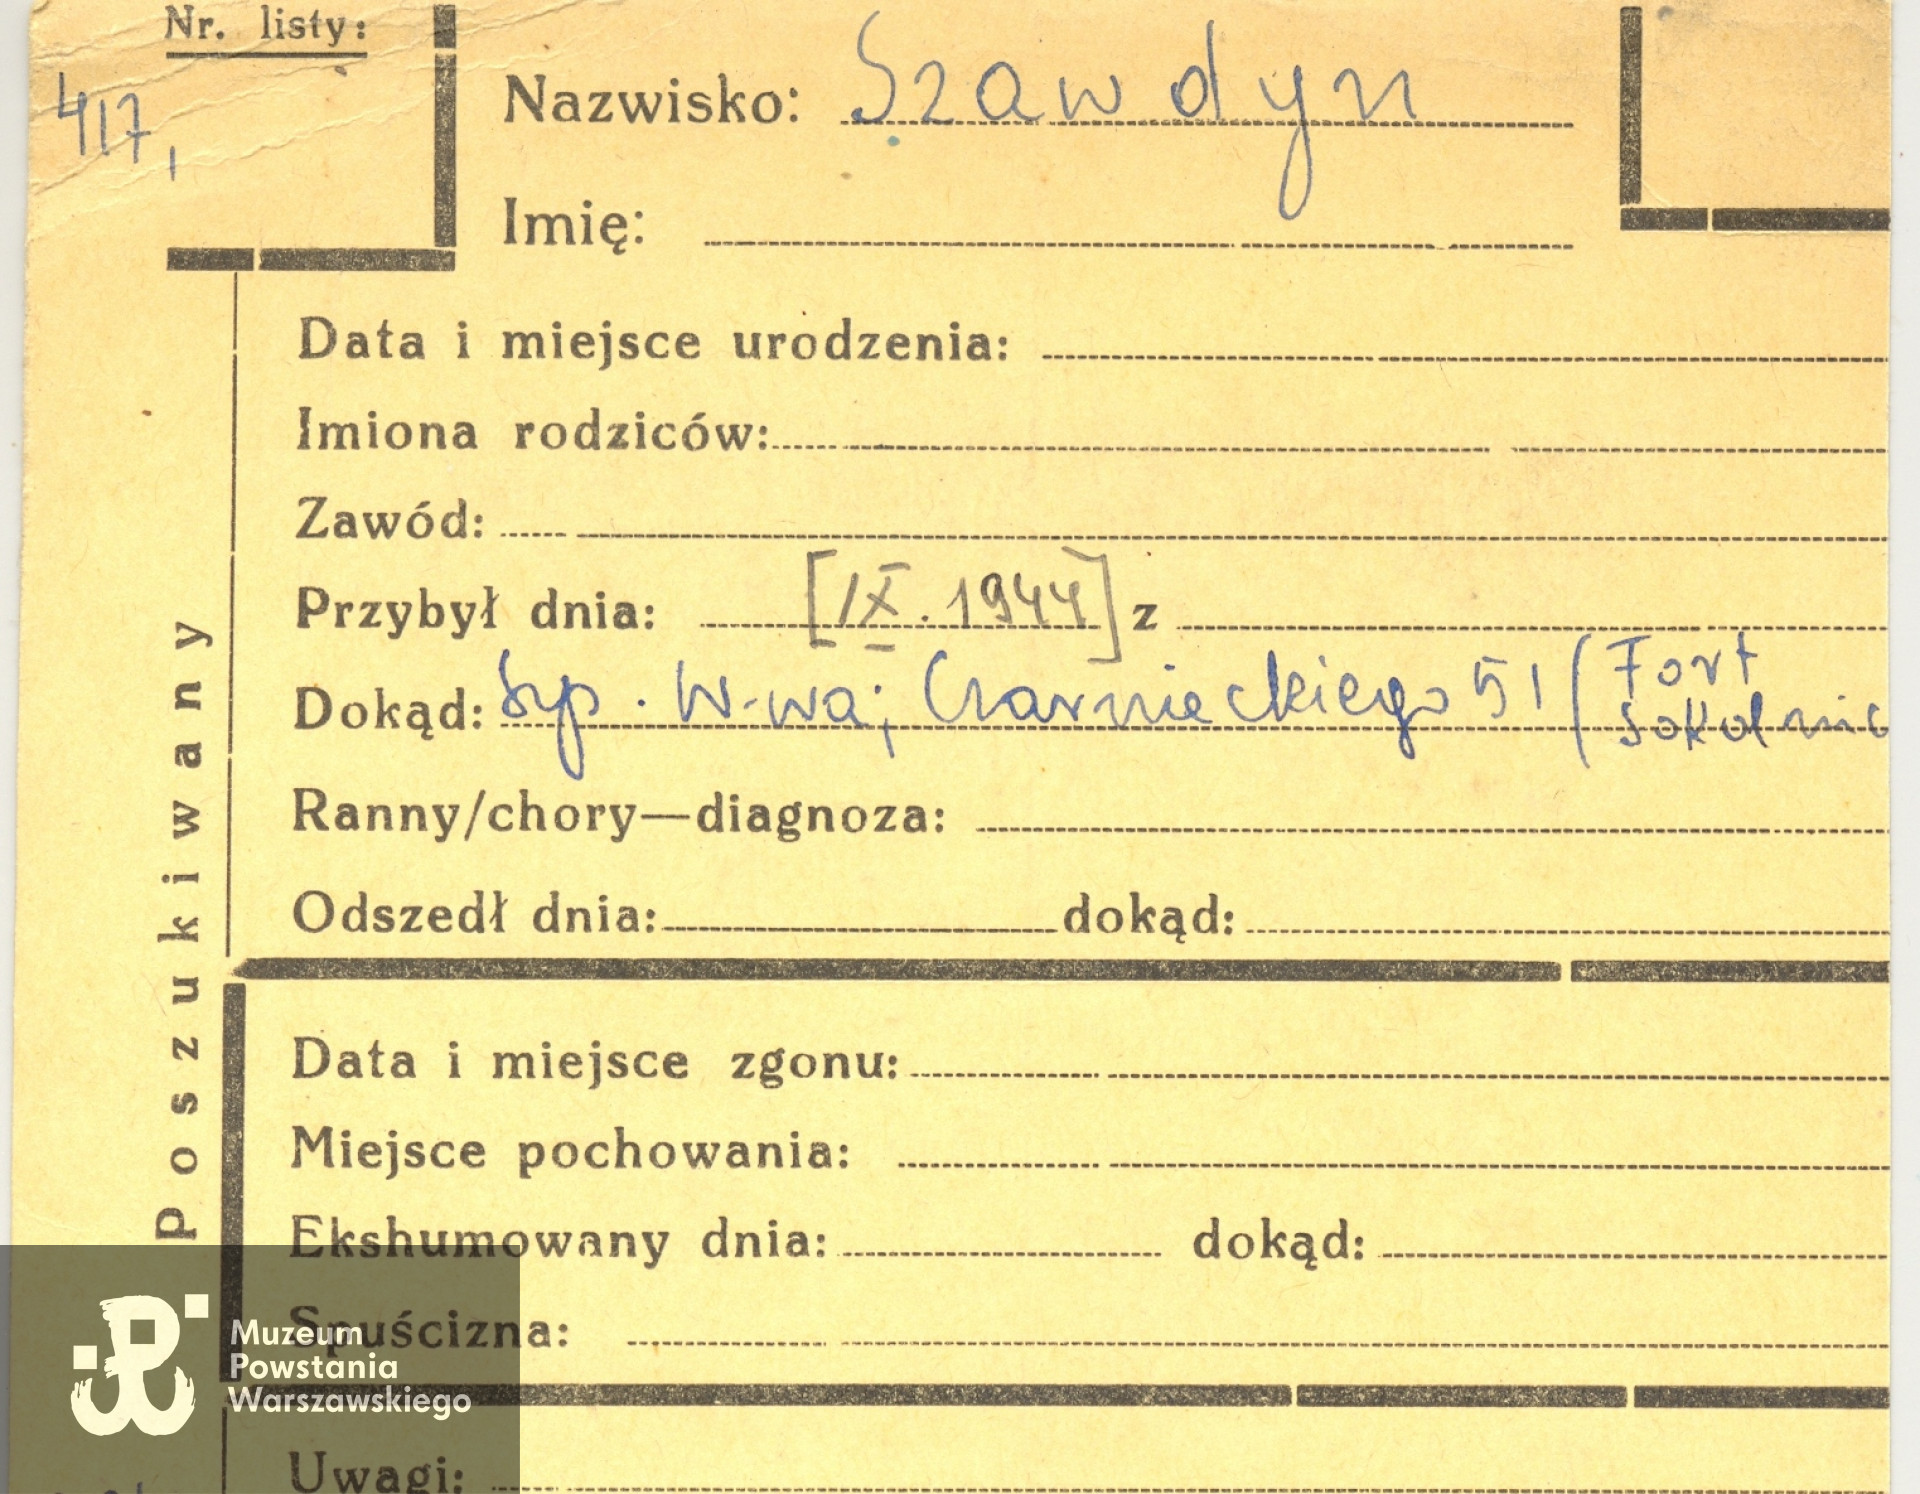 Nr. listy:
417,
Nazwisko: Szawdyn
Imię:
Data i miejsce urodzenia:
Imiona rodziców:
Zawód:
Przybył dnia: [IX.1944] z
Dokąd: Szp. W-wa; Czarnieckiego 51 (Fort
Sokolnic
Ranny/chory—diagnoza:
Odszedł dnia: dokąd:
Poszukiwany
Data i miejsce zgonu:
Miejsce pochowania:
Ekshumowany dnia: dokąd:
Spuścizna:
Uwagi:
Muzeum
Powstania
Warszawskiego